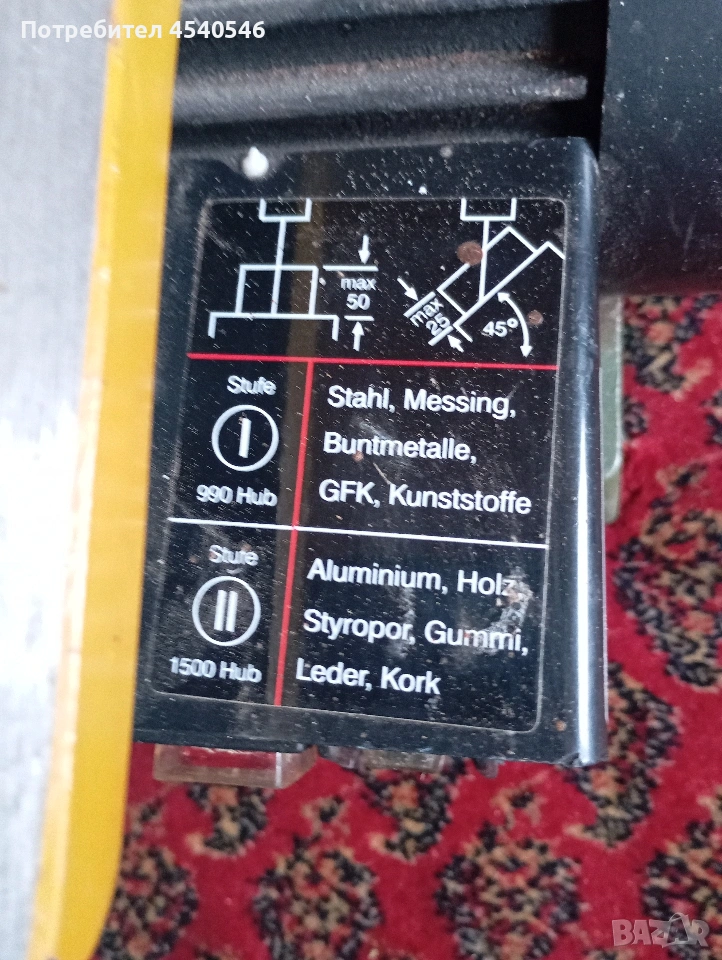 Потребител 4540546
max
50
max
25
45°
Stufe
I
990 Hub
Stahl, Messing,
Buntmetalle,
GFK, Kunststoffe
Stufe
II
1500 Hub
Aluminium, Holz,
Styropor, Gummi,
Leder, Kork
BAZAR